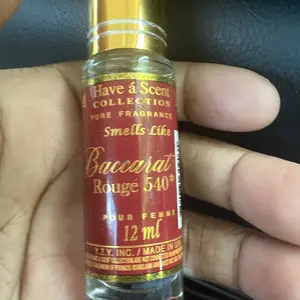 Have á Scent
COLLECTION
PURE FRAGRANCE
Smells Like
Baccarat
Rouge 540*
POUR FEMME
12 ml
Y.Z.Y. INC. / MADE IN